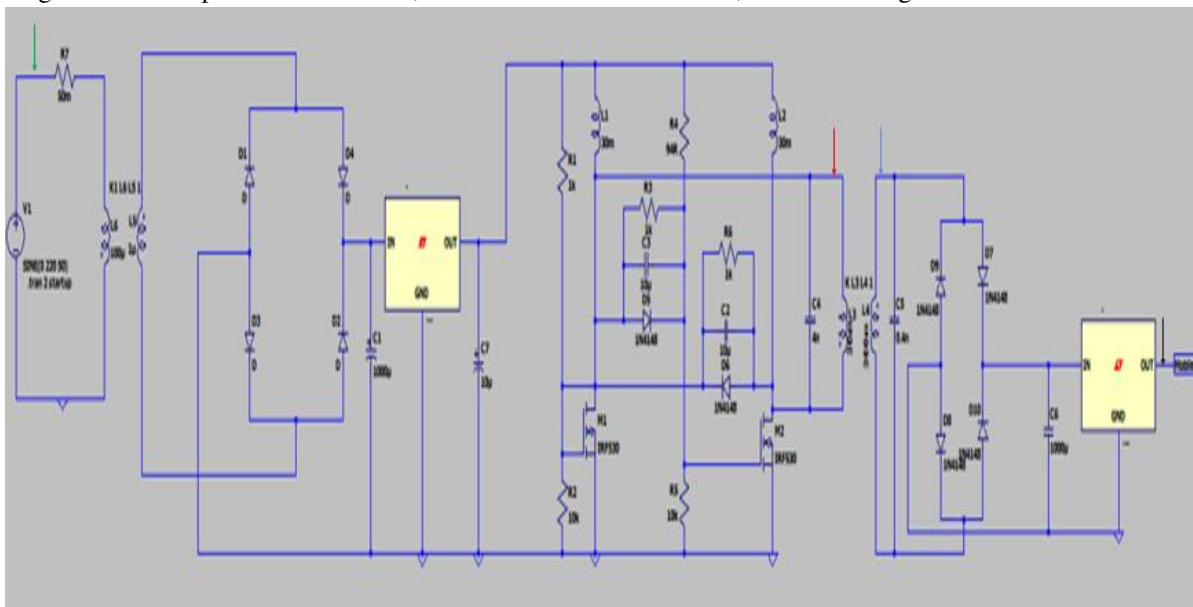 R7
50m
V1
SINE(0 220 50)
.tran 2 startup
K1 L6 L5 1
L6
100µ
L5
1µ
D1
D
D4
D
D3
D
D2
D
C1
1000µ
IN
OUT
GND
C7
10µ
R1
1k
L1
30m
R4
L2
30m
R3
1k
C3
10µ
D5
1N4148
R6
1k
C2
10µ
D6
1N4148
M1
IRF530
M2
IRF530
R2
10k
R5
10k
C4
4n
K L3 L4 1
L4
C5
0.4n
D9
1N4148
D7
1N4148
D8
1N4148
D10
1N4148
C6
1000µ
IN
OUT
GND